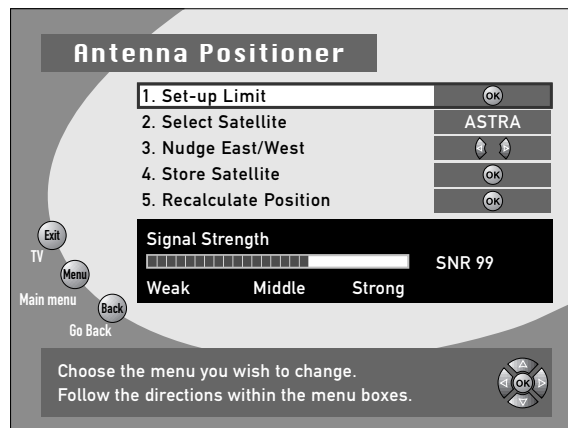 Antenna Positioner
1. Set-up Limit OK
2. Select Satellite ASTRA
3. Nudge East/West
4. Store Satellite OK
5. Recalculate Position OK
Signal Strength
SNR 99
Weak Middle Strong
Exit
TV
Menu
Main menu
Back
Go Back
Choose the menu you wish to change.
Follow the directions within the menu boxes.
OK